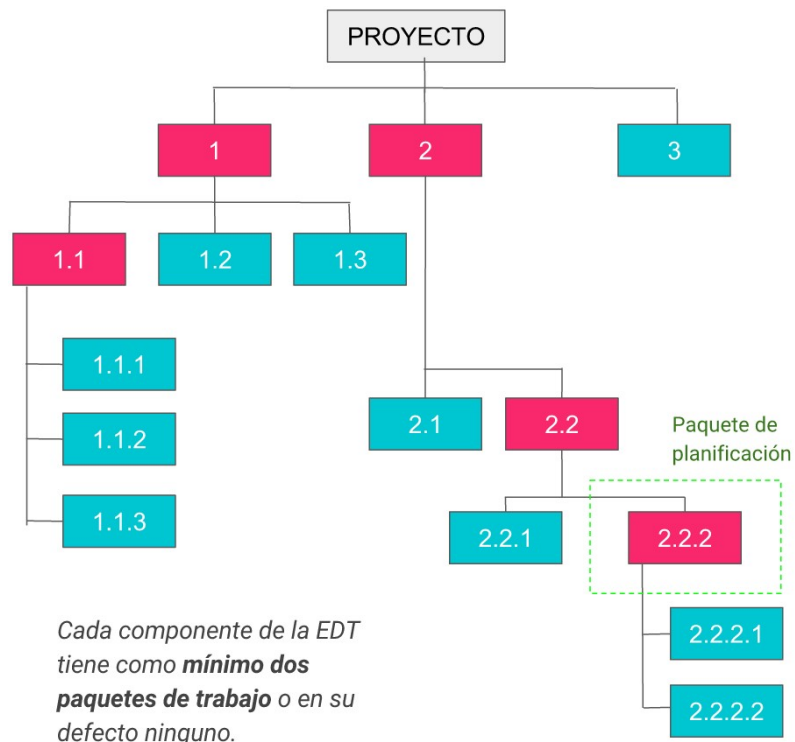 PROYECTO
1
2
3
1.1
1.2
1.3
1.1.1
1.1.2
1.1.3
2.1
2.2
Paquete de
planificación
2.2.1
2.2.2
2.2.2.1
2.2.2.2
Cada componente de la EDT
tiene como mínimo dos
paquetes de trabajo o en su
defecto ninguno.